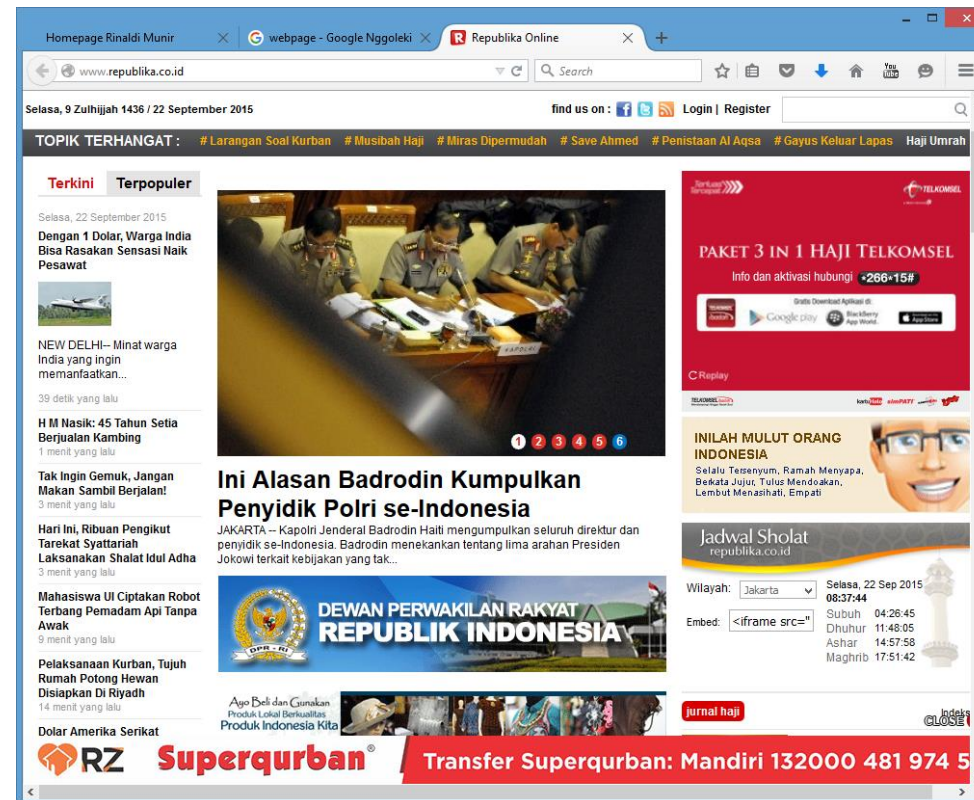 Homepage Rinaldi Munir
webpage - Google Nggoleki
Republika Online
www.republika.co.id
Search
You Tube
Selasa, 9 Zulhijjah 1436 / 22 September 2015
find us on :
Login | Register
TOPIK TERHANGAT : # Larangan Soal Kurban # Musibah Haji # Miras Dipermudah # Save Ahmed # Penistaan Al Aqsa # Gayus Keluar Lapas Haji Umrah
Terkini Terpopuler
Selasa, 22 September 2015
Dengan 1 Dolar, Warga India
Bisa Rasakan Sensasi Naik
Pesawat
NEW DELHI-- Minat warga
India yang ingin
memanfaatkan...
39 detik yang lalu
H M Nasik: 45 Tahun Setia
Berjualan Kambing
1 menit yang lalu
Tak Ingin Gemuk, Jangan
Makan Sambil Berjalan!
3 menit yang lalu
Hari Ini, Ribuan Pengikut
Tarekat Syattariah
Laksanakan Shalat Idul Adha
3 menit yang lalu
Mahasiswa UI Ciptakan Robot
Terbang Pemadam Api Tanpa
Awak
9 menit yang lalu
Pelaksanaan Kurban, Tujuh
Rumah Potong Hewan
Disiapkan Di Riyadh
14 menit yang lalu
Dolar Amerika Serikat
KAPOLRI
1 2 3 4 5 6
Ini Alasan Badrodin Kumpulkan
Penyidik Polri se-Indonesia
JAKARTA -- Kapolri Jenderal Badrodin Haiti mengumpulkan seluruh direktur dan
penyidik se-Indonesia. Badrodin menekankan tentang lima arahan Presiden
Jokowi terkait kebijakan yang tak...
DPR - RI
DEWAN PERWAKILAN RAKYAT
REPUBLIK INDONESIA
Ayo Beli dan Gunakan
Produk Lokal Berkualitas
Produk Indonesia Kita
TELKOMSEL
PAKET 3 IN 1 HAJI TELKOMSEL
Info dan aktivasi hubungi *266*15#
Gratis Download Aplikasi di:
Google play
BlackBerry
App World.
App Store
Replay
simPATI
INILAH MULUT ORANG
INDONESIA
Selalu Tersenyum, Ramah Menyapa,
Berkata Jujur, Tulus Mendoakan,
Lembut Menasihati, Empati
Jadwal Sholat
republika.co.id
Wilayah: Jakarta
Selasa, 22 Sep 2015
08:37:44
Embed: <iframe src="
Subuh 04:26:45
Dhuhur 11:48:05
Ashar 14:57:58
Maghrib 17:51:42
jurnal haji
Indeks
CLOSE
RZ
Superqurban®
Transfer Superqurban: Mandiri 132000 481 974 5